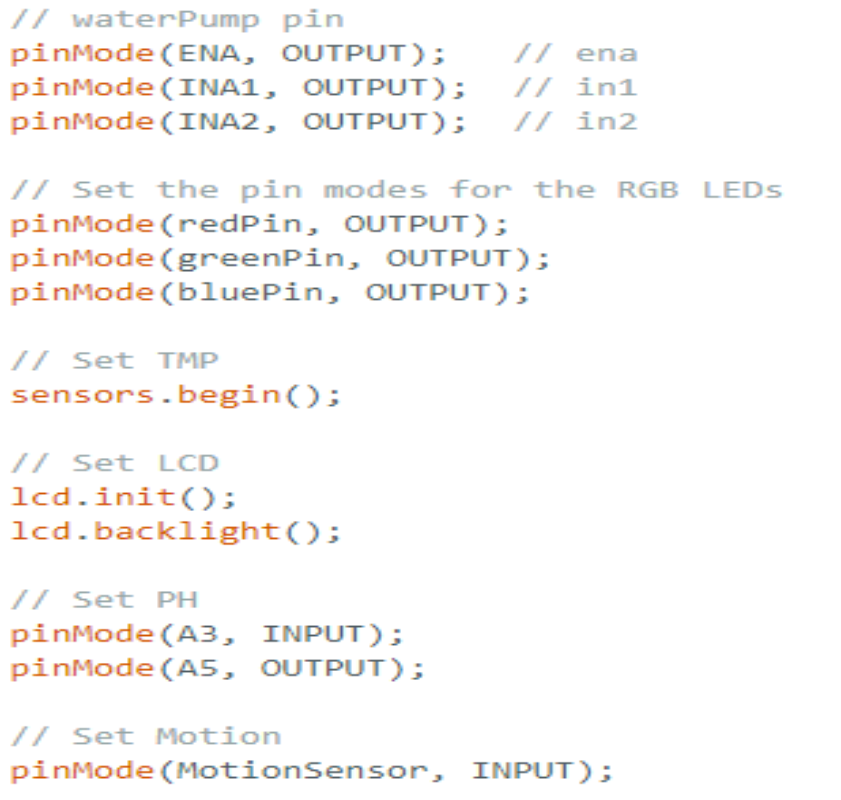 // waterPump pin
pinMode(ENA, OUTPUT);   // ena
pinMode(INA1, OUTPUT);  // in1
pinMode(INA2, OUTPUT);  // in2
// Set the pin modes for the RGB LEDs
pinMode(redPin, OUTPUT);
pinMode(greenPin, OUTPUT);
pinMode(bluePin, OUTPUT);
// Set TMP
sensors.begin();
// Set LCD
lcd.init();
lcd.backlight();
// Set PH
pinMode(A3, INPUT);
pinMode(A5, OUTPUT);
// Set Motion
pinMode(MotionSensor, INPUT);